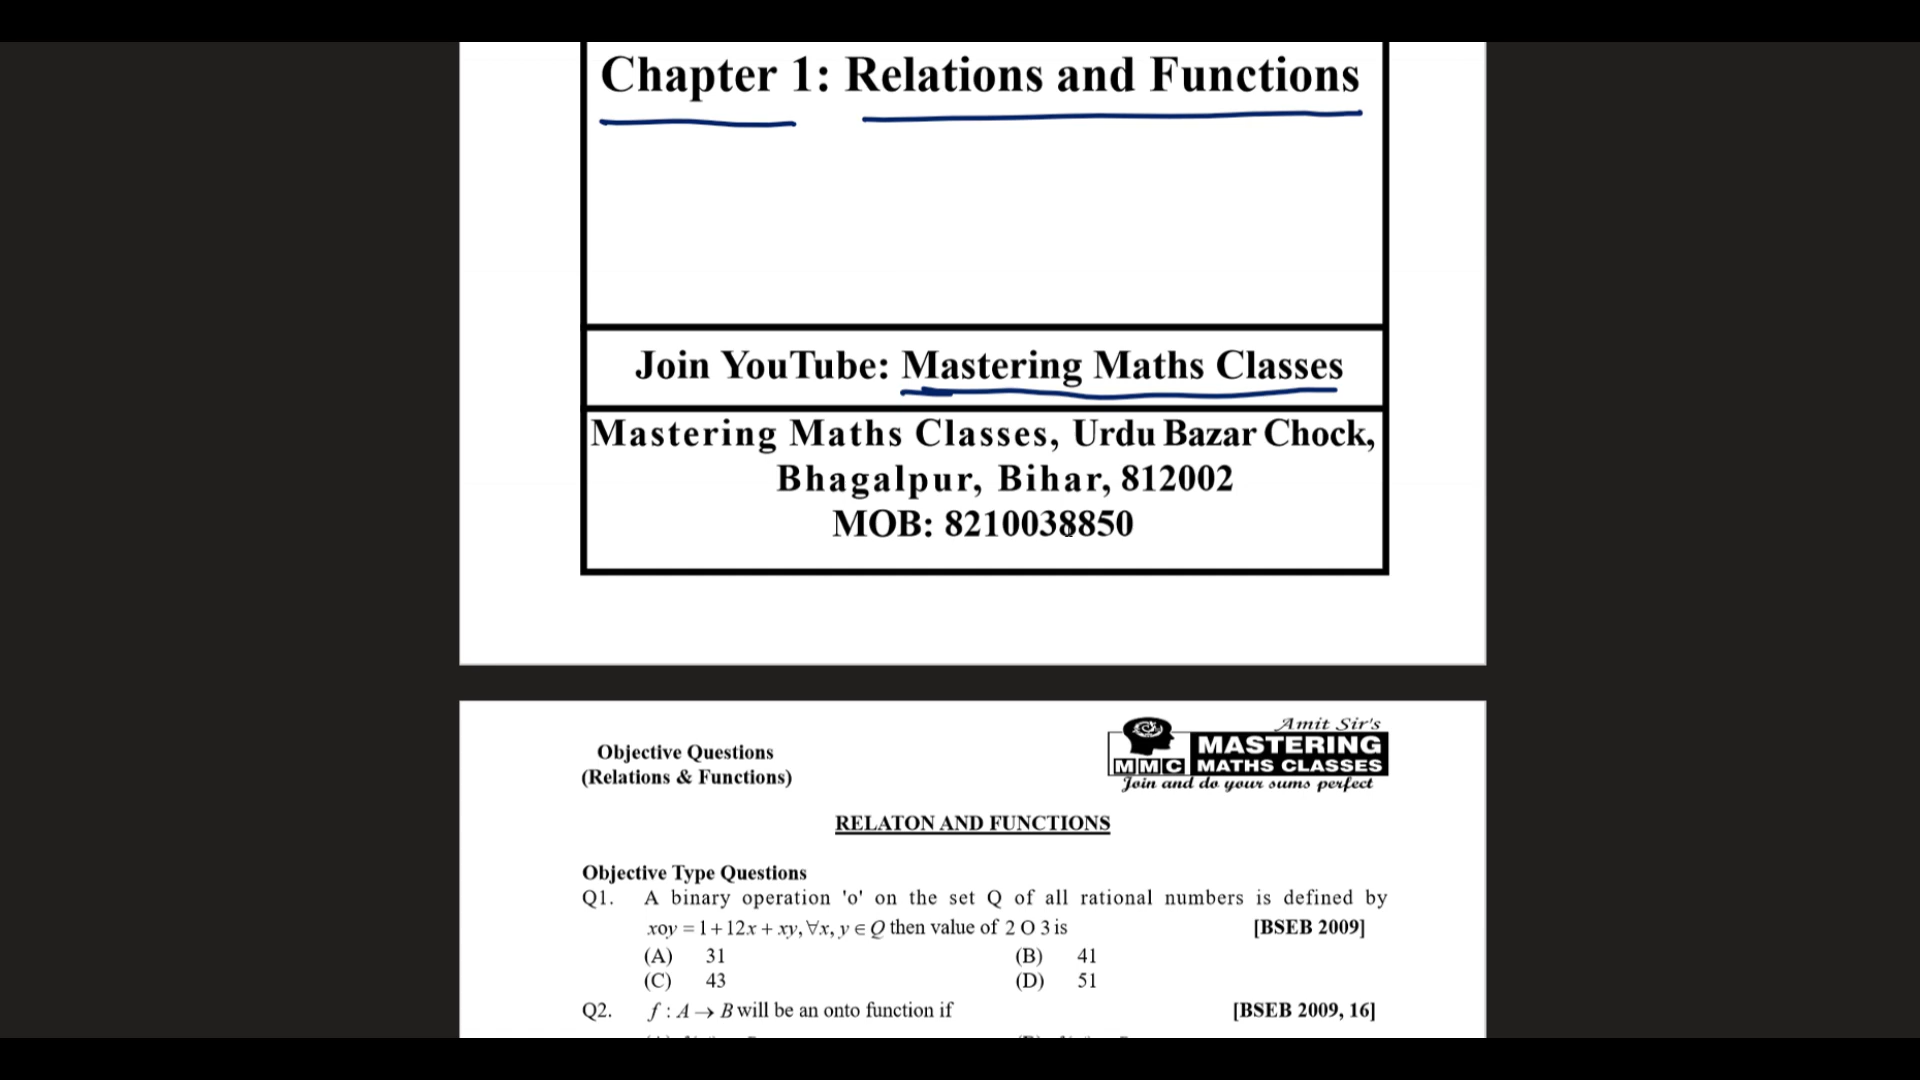 Chapter 1: Relations and Functions
Join YouTube: Mastering Maths Classes
Mastering Maths Classes, Urdu Bazar Chock,
Bhagalpur, Bihar, 812002
MOB: 8210038850
Objective Questions
(Relations & Functions)
Amit Sir's
MASTERING
MMC MATHS CLASSES
Join and do your sums perfect
RELATON AND FUNCTIONS
Objective Type Questions
Q1. A binary operation 'o' on the set Q of all rational numbers is defined by
xoy = 1+12x + xy, ∀x, y ∈ Q then value of 2 O 3 is [BSEB 2009]
(A) 31 (B) 41
(C) 43 (D) 51
Q2. f : A → B will be an onto function if [BSEB 2009, 16]